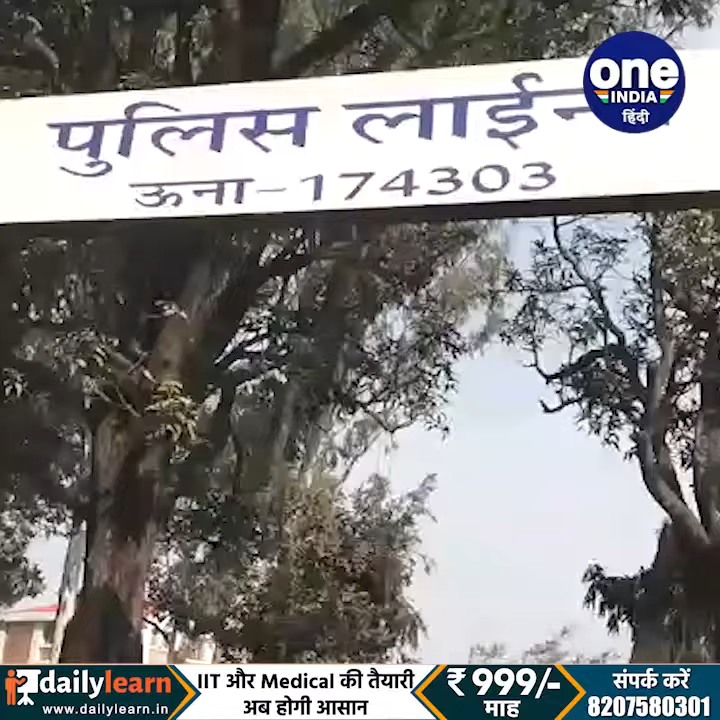 one
INDIA
हिंदी
पुलिस लाईन
ऊना-174303
dailylearn
www.dailylearn.in
IIT और Medical की तैयारी
अब होगी आसान
₹ 999/-
माह
संपर्क करें
8207580301